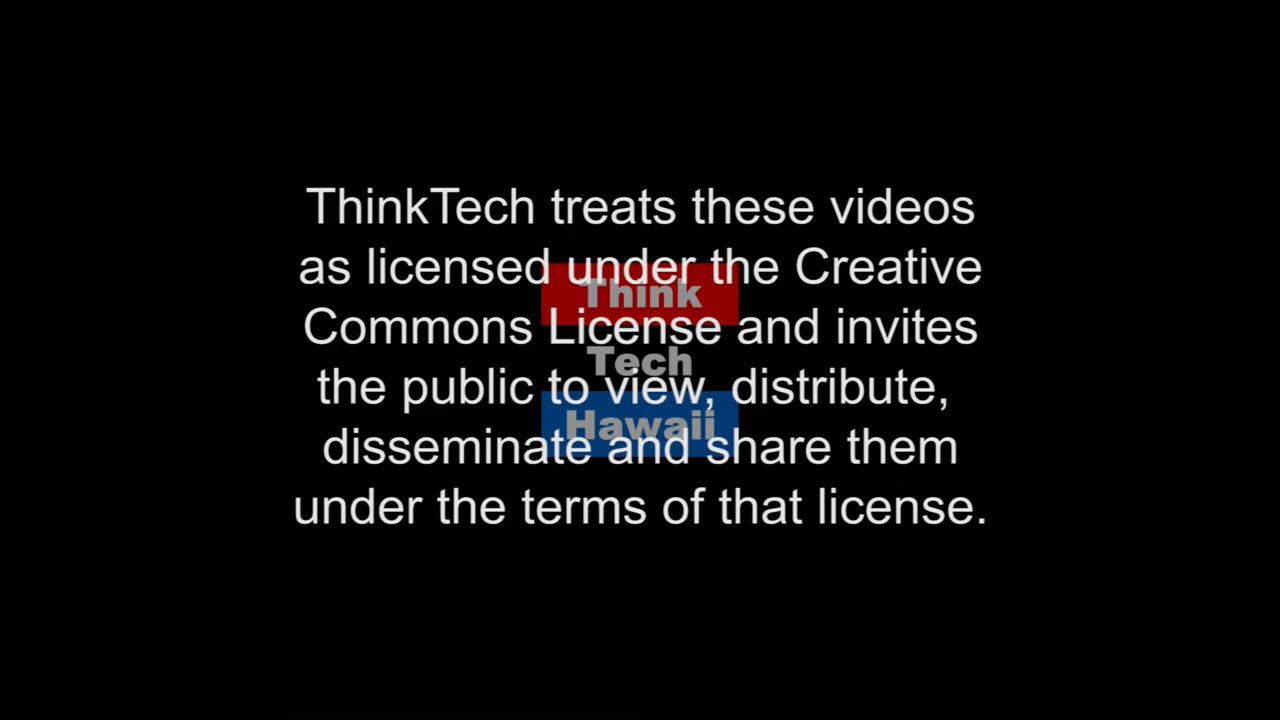 ThinkTech treats these videos
as licensed under the Creative
Think
Commons License and invites
Tech
the public to view, distribute,
Hawaii
disseminate and share them
under the terms of that license.